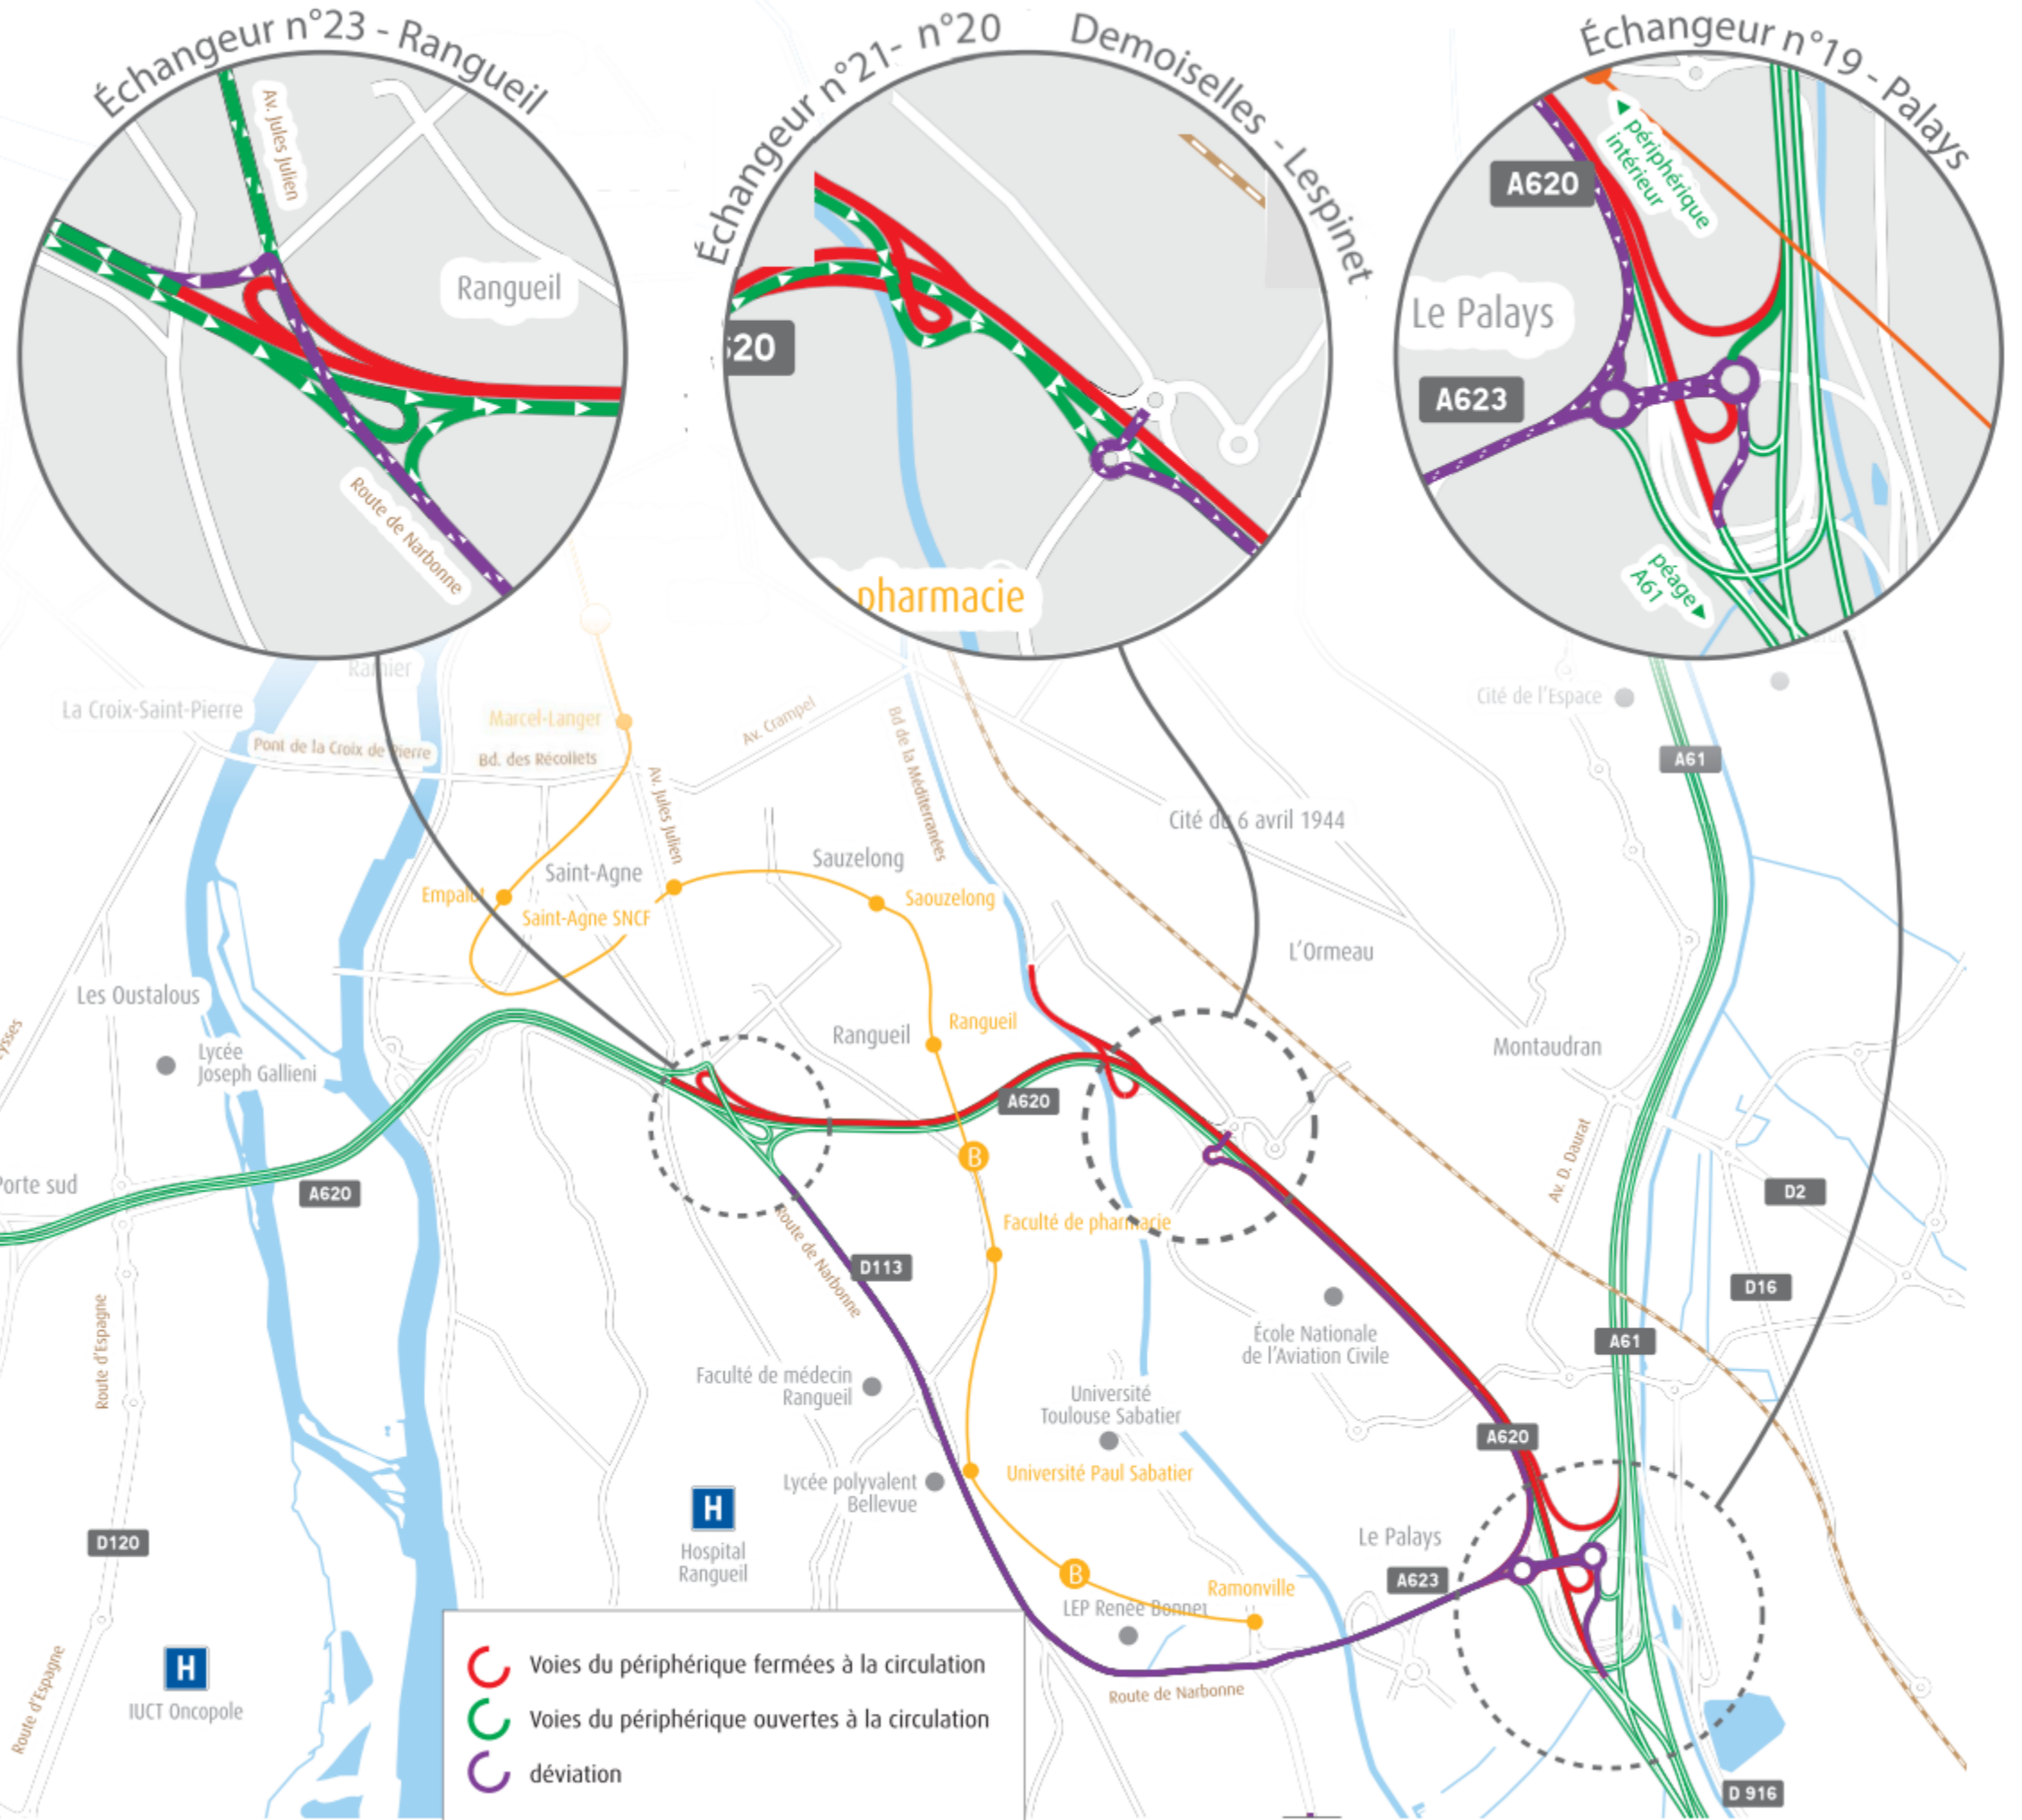 Échangeur n°23 - Rangueil
Av. Jules Julien
Rangueil
Route de Narbonne
Échangeur n°21- n°20 Demoiselles - Lespinet
620
pharmacie
Échangeur n°19 - Palays
périphérique
intérieur
A620
Le Palays
A623
péage
A61
Ramier
La Croix-Saint-Pierre
Pont de la Croix de Pierre
Marcel-Langer
Bd. des Récollets
Av. Crampel
Av. Jules Julien
Bd de la Méditerranées
Cité de l'Espace
A61
Cité du 6 avril 1944
Saint-Agne
Sauzelong
Empalot
Saint-Agne SNCF
Saouzelong
L'Ormeau
Les Oustalous
Rangueil
Rangueil
Montaudran
Lycée
Joseph Gallieni
A620
B
Av. D. Daurat
D2
Porte sud
A620
Faculté de pharmacie
Route de Narbonne
D113
D16
Route d'Espagne
École Nationale
de l'Aviation Civile
A61
Faculté de médecin
Rangueil
Université
Toulouse Sabatier
A620
Lycée polyvalent
Bellevue
Université Paul Sabatier
H
Hospital
Rangueil
D120
Le Palays
B
A623
Ramonville
LEP Renée Bonnet
Route de Narbonne
H
IUCT Oncopole
Route d'Espagne
Voies du périphérique fermées à la circulation
Voies du périphérique ouvertes à la circulation
déviation
D 916